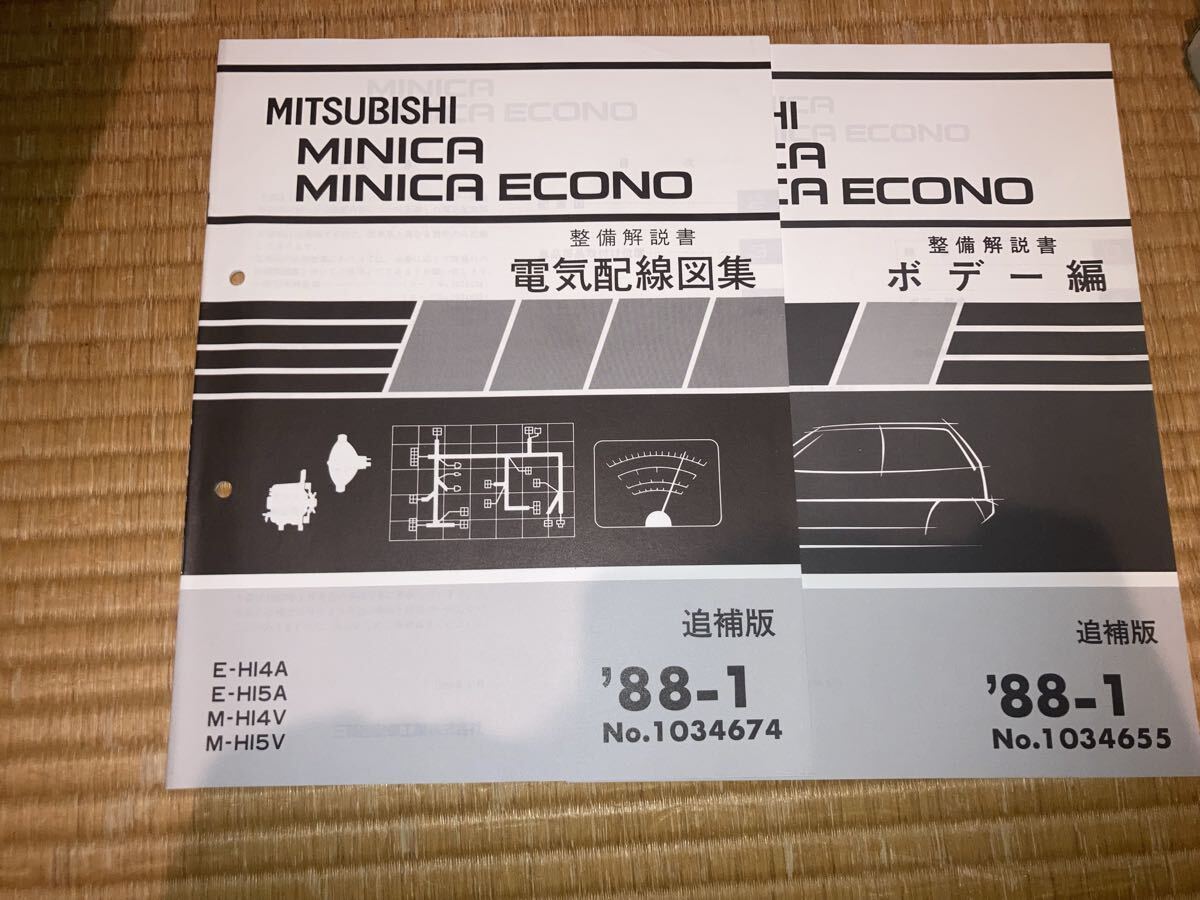 MITSUBISHI
MINICA
MINICA ECONO
整備解説書
電気配線図集
追補版
E-H14A
E-H15A
M-H14V
M-H15V
'88-1
No.1034674
HI
CA
CA ECONO
整備解説書
ボデー編
追補版
'88-1
No.1034655